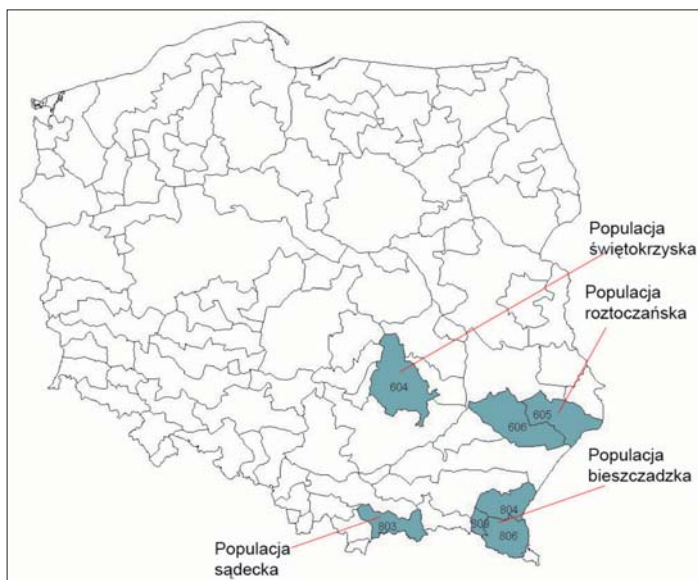 Populacja
świętokrzyska
Populacja
roztoczańska
604
605
606
Populacja
bieszczadzka
804
803
806
Populacja
sądecka